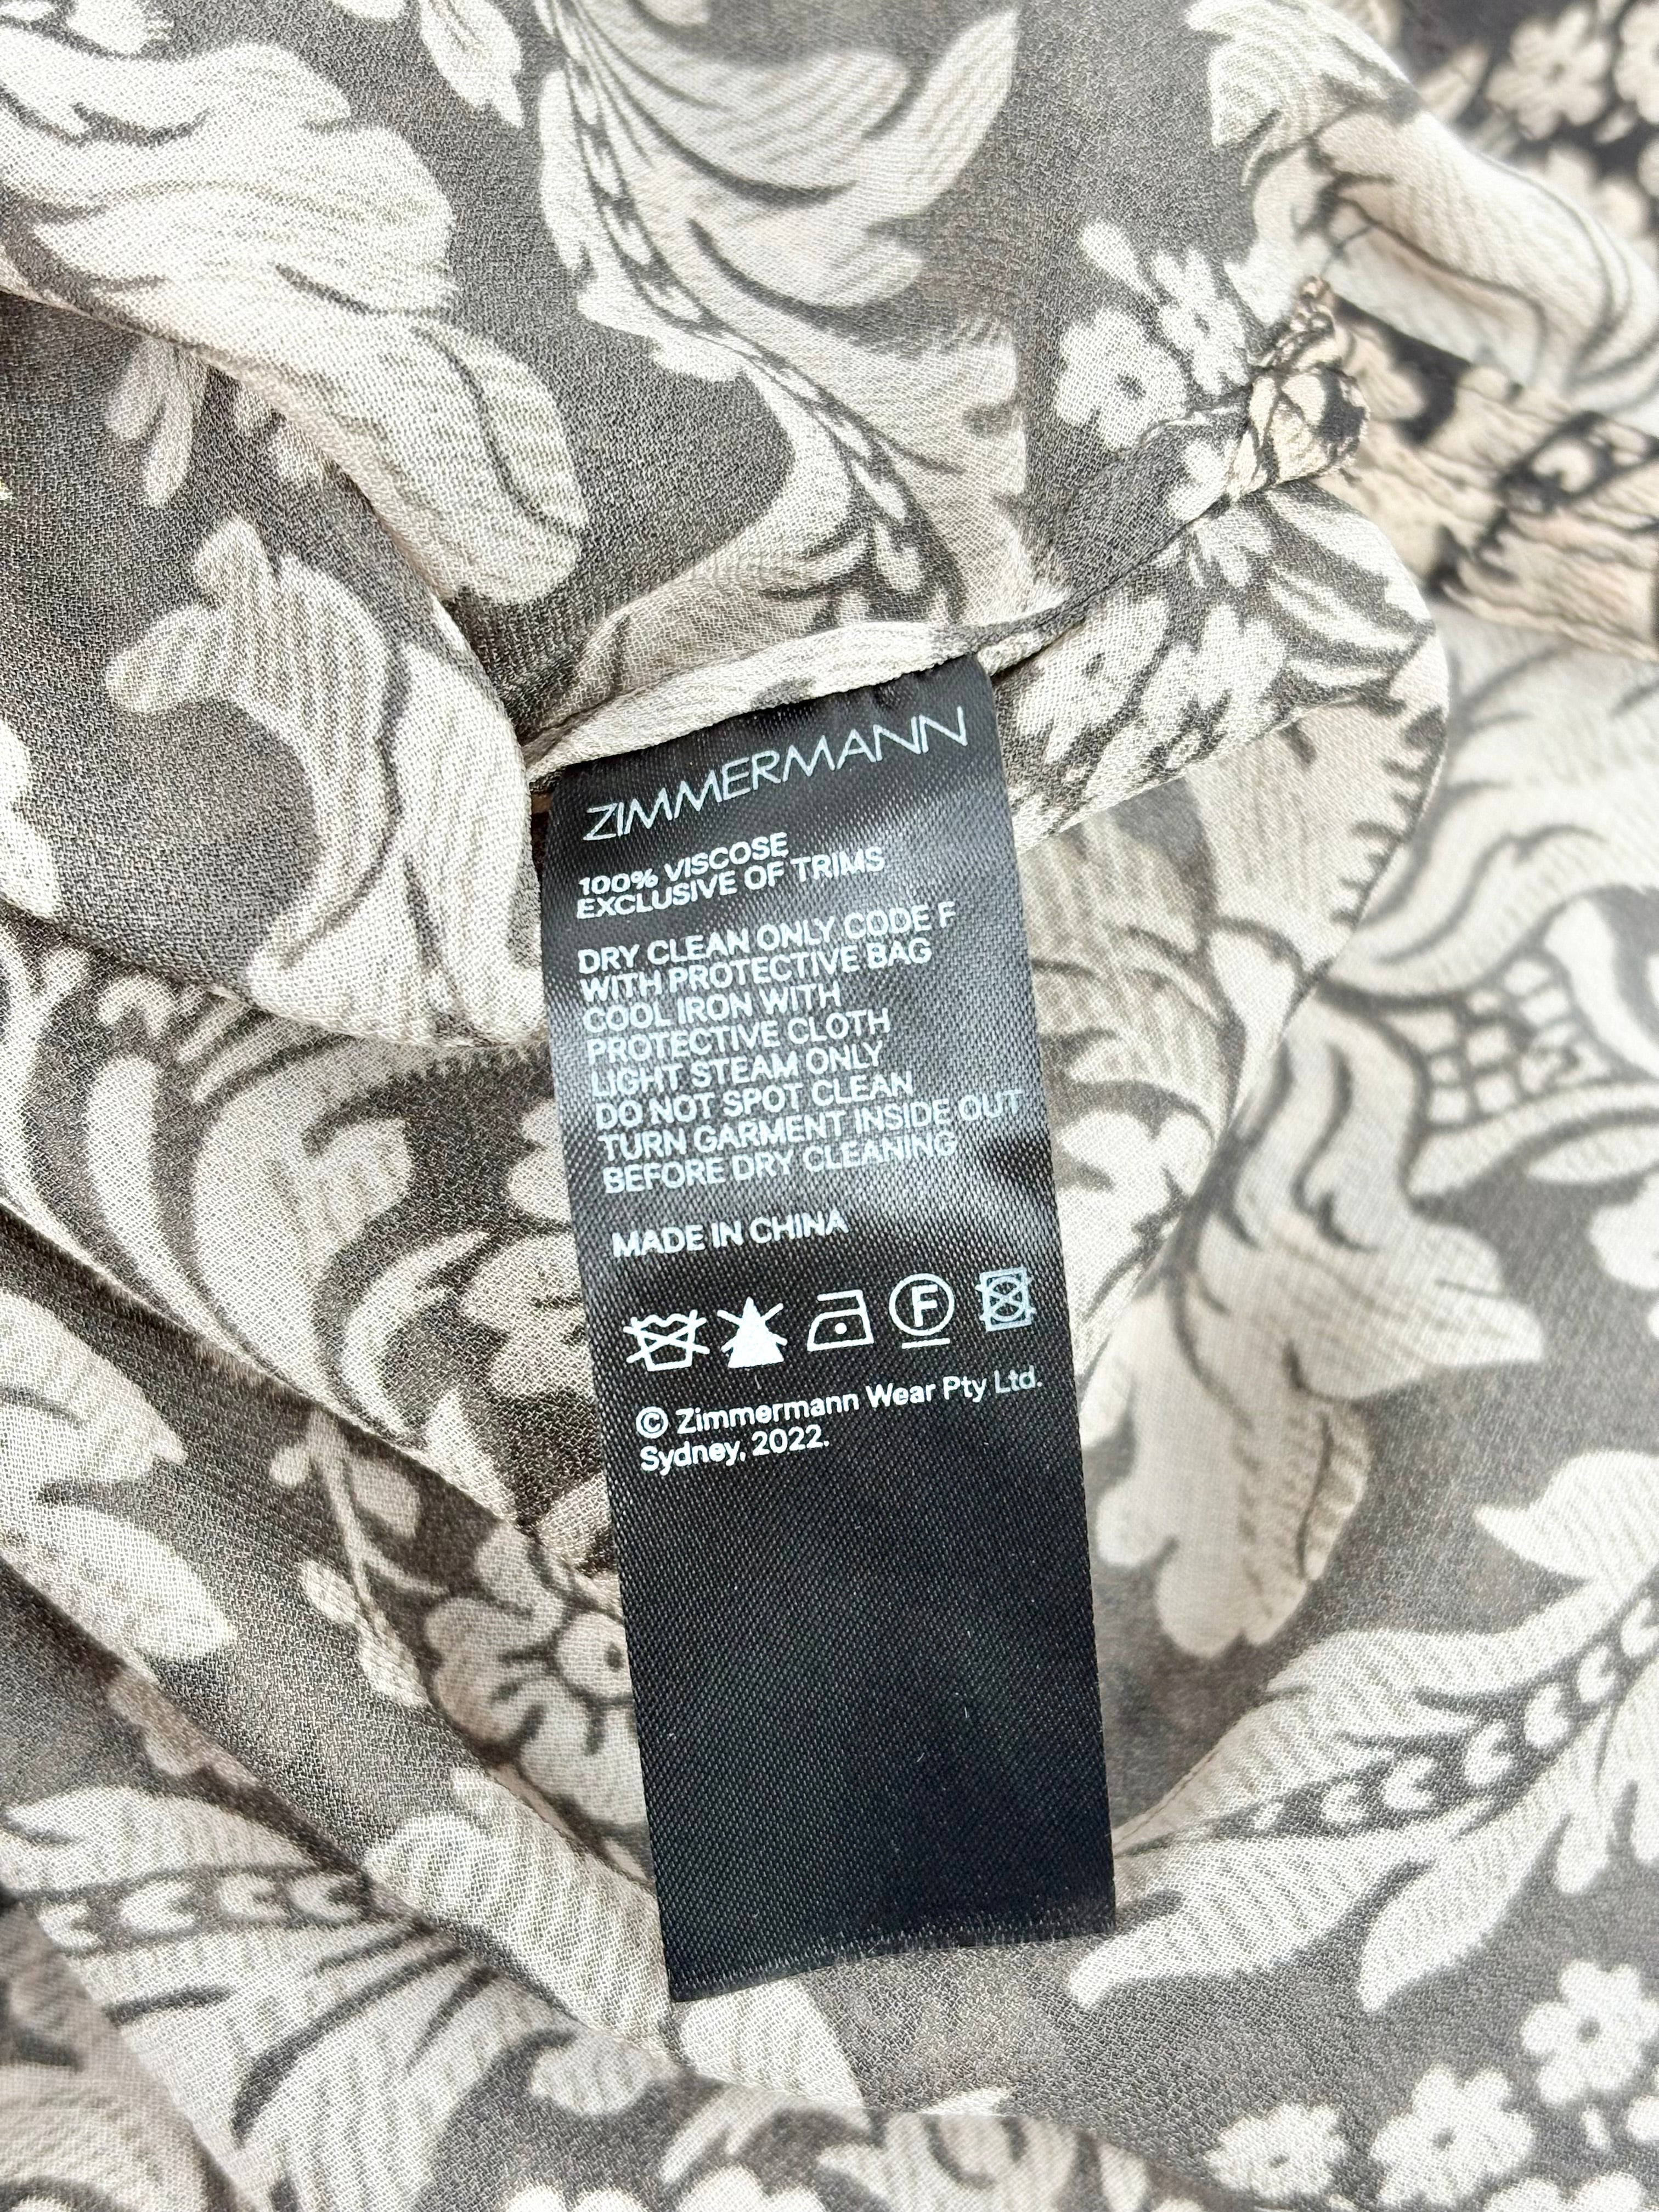 ZIMMERMANN
100% VISCOSE
EXCLUSIVE OF TRIMS
DRY CLEAN ONLY CODE F
WITH PROTECTIVE BAG
COOL IRON WITH
PROTECTIVE CLOTH
LIGHT STEAM ONLY
DO NOT SPOT CLEAN
TURN GARMENT INSIDE OUT
BEFORE DRY CLEANING
MADE IN CHINA
F
© Zimmermann Wear Pty Ltd.
Sydney, 2022.